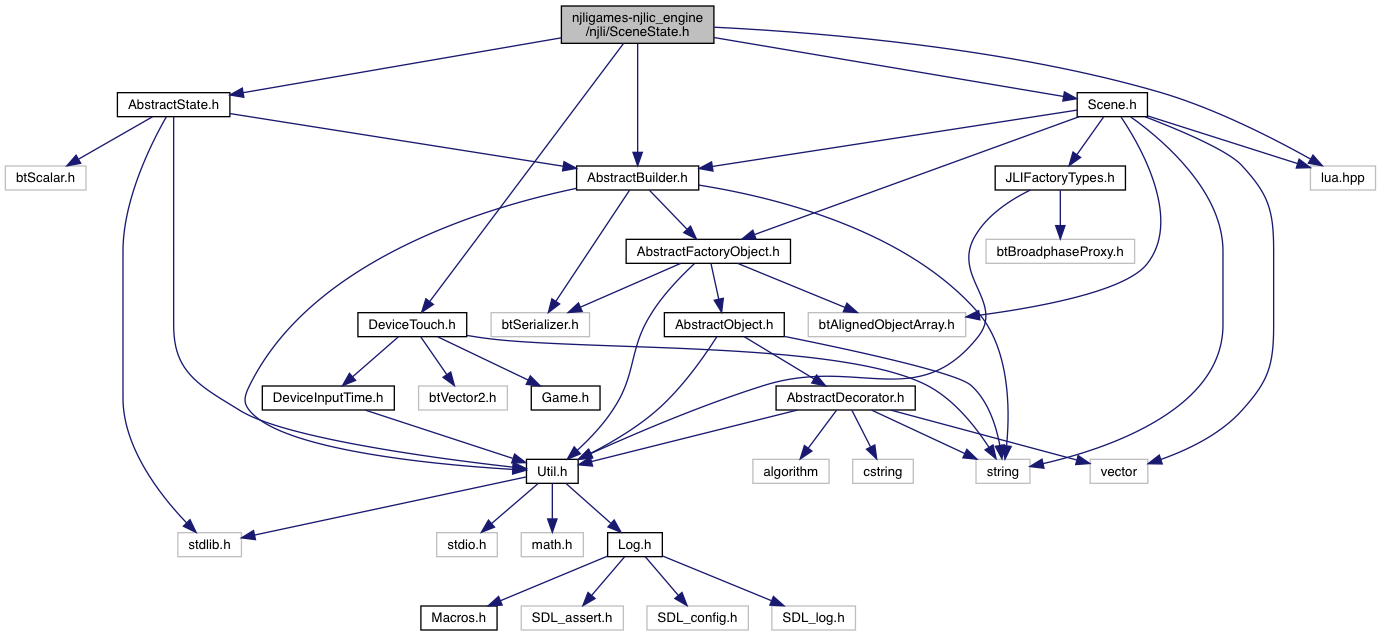 njligames-njlic_engine
/njli/SceneState.h
AbstractState.h
Scene.h
btScalar.h
AbstractBuilder.h
JLIFactoryTypes.h
lua.hpp
AbstractFactoryObject.h
btBroadphaseProxy.h
DeviceTouch.h
btSerializer.h
AbstractObject.h
btAlignedObjectArray.h
DeviceInputTime.h
btVector2.h
Game.h
AbstractDecorator.h
Util.h
algorithm
cstring
string
vector
stdlib.h
stdio.h
math.h
Log.h
Macros.h
SDL_assert.h
SDL_config.h
SDL_log.h